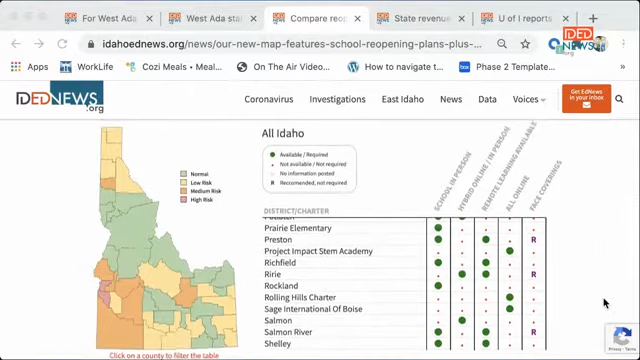 For West Ada
West Ada sta
Compare reop
State revenue
U of I reports
idahoednews.org/news/our-new-map-features-school-reopening-plans-plus-...
IDED
NEWS
Apps
WorkLife
Cozi Meals / Meal...
On The Air Video...
How to navigate t...
Phase 2 Template...
IDEDNEWS
.org
Coronavirus
Investigations
East Idaho
News
Data
Voices
Get EdNews
in your inbox
All Idaho
Available / Required
Not available / Not required
No information posted
R Reccomended, not required
Normal
Low Risk
Medium Risk
High Risk
SCHOOL IN PERSON
HYBRID ONLINE / IN PERSON
REMOTE LEARNING AVAILABLE
ALL ONLINE
FACE COVERINGS
DISTRICT/CHARTER
Prairie Elementary
Preston R
Project Impact Stem Academy
Richfield
Ririe R
Rockland
Rolling Hills Charter
Sage International Of Boise
Salmon
Salmon River R
Shelley
Click on a county to filter the table
Privacy - Terms